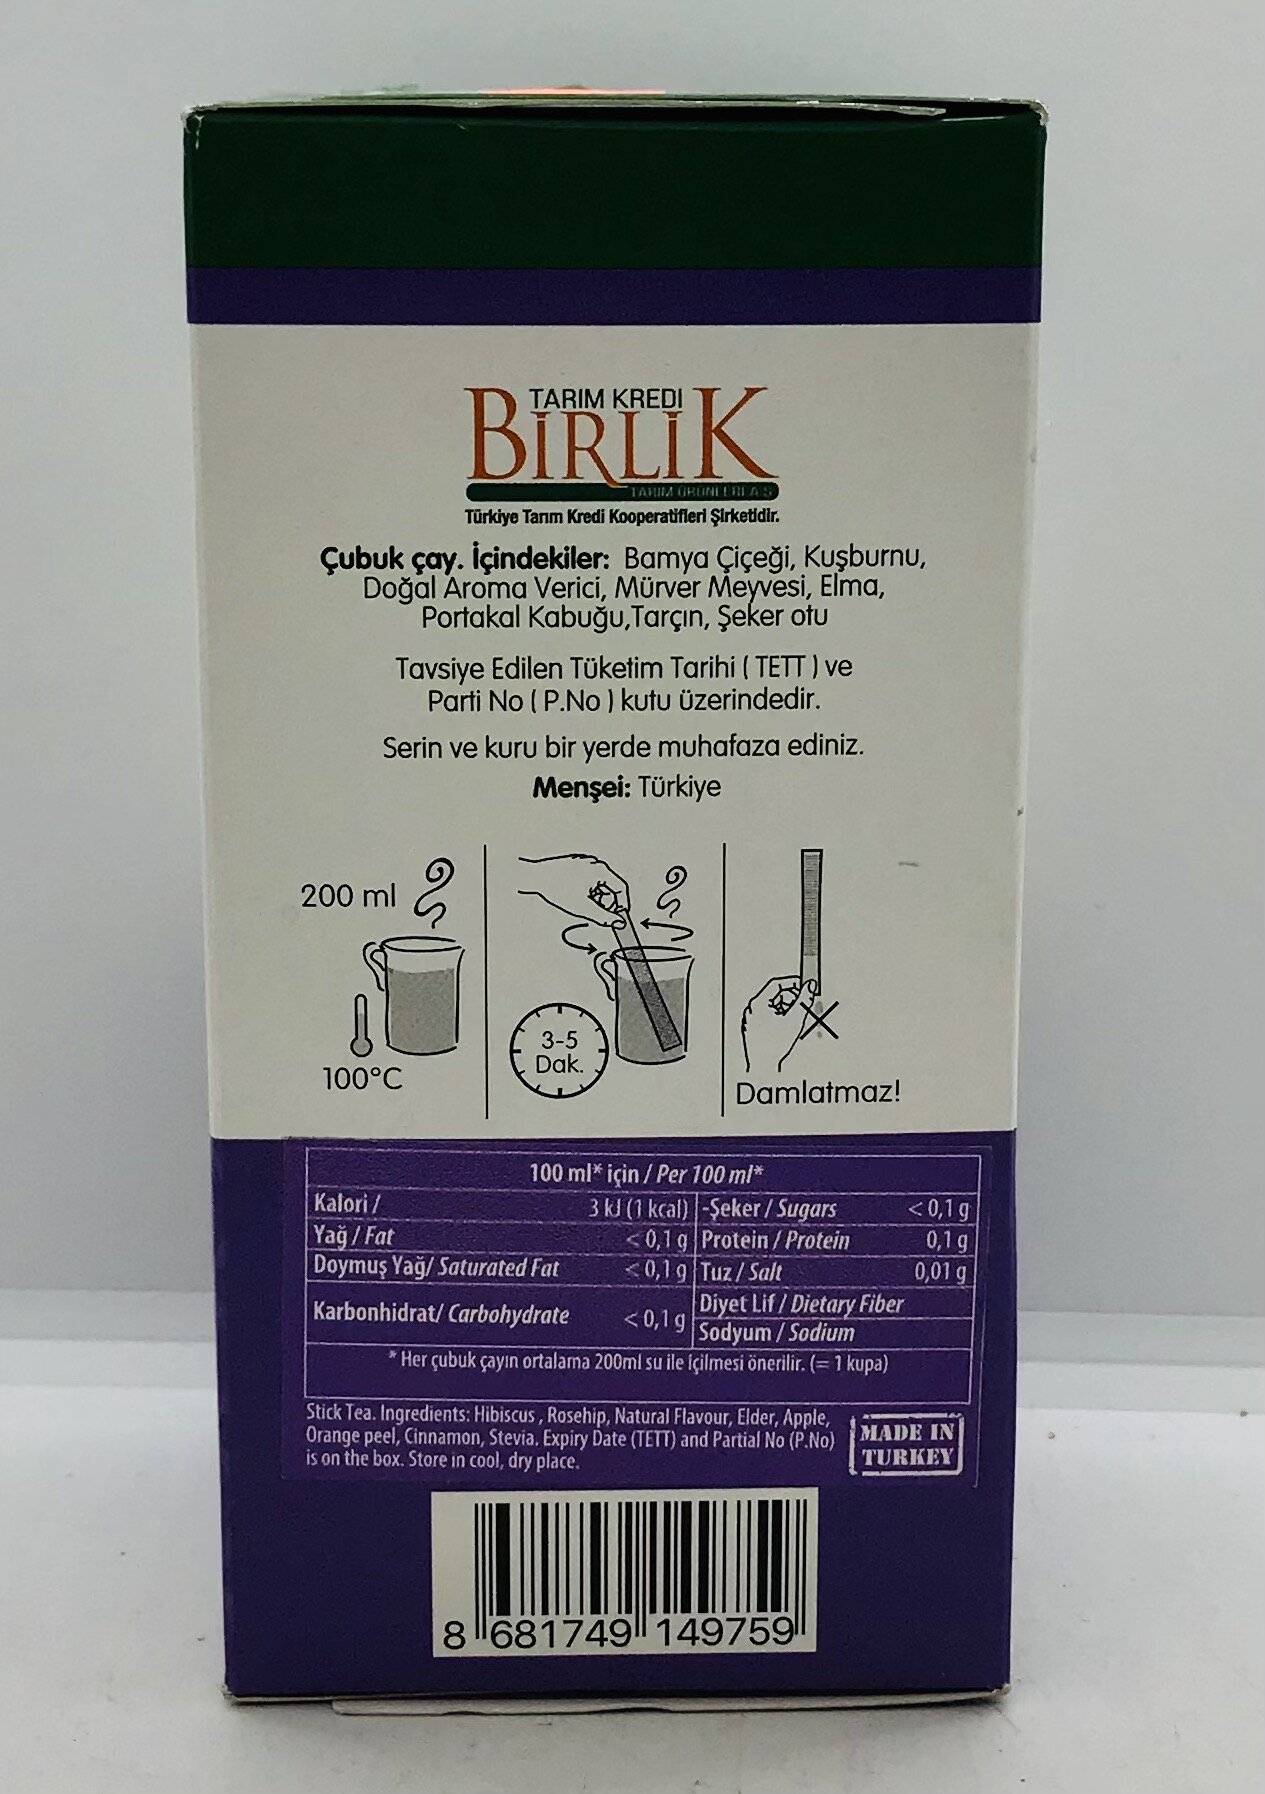 TARIM KREDİ
BİRLİK
TARIM ÜRÜNLERİ A.Ş
Türkiye Tarım Kredi Kooperatifleri Şirketidir.
Çubuk çay. İçindekiler: Bamya Çiçeği, Kuşburnu,
Doğal Aroma Verici, Mürver Meyvesi, Elma,
Portakal Kabuğu,Tarçın, Şeker otu
Tavsiye Edilen Tüketim Tarihi ( TETT ) ve
Parti No ( P.No ) kutu üzerindedir.
Serin ve kuru bir yerde muhafaza ediniz.
Menşei: Türkiye
200 ml
100°C
3-5
Dak.
Damlatmaz!
100 ml* için / Per 100 ml*
Kalori / 3 kJ (1 kcal)
Yağ / Fat < 0,1 g
Doymuş Yağ/ Saturated Fat < 0,1 g
Karbonhidrat/ Carbohydrate < 0,1 g
-Şeker / Sugars < 0,1 g
Protein / Protein 0,1 g
Tuz / Salt 0,01 g
Diyet Lif / Dietary Fiber
Sodyum / Sodium
* Her çubuk çayın ortalama 200ml su ile içilmesi önerilir. (= 1 kupa)
Stick Tea. Ingredients: Hibiscus , Rosehip, Natural Flavour, Elder, Apple,
Orange peel, Cinnamon, Stevia. Expiry Date (TETT) and Partial No (P.No)
is on the box. Store in cool, dry place.
MADE IN
TURKEY
8 681749 149759